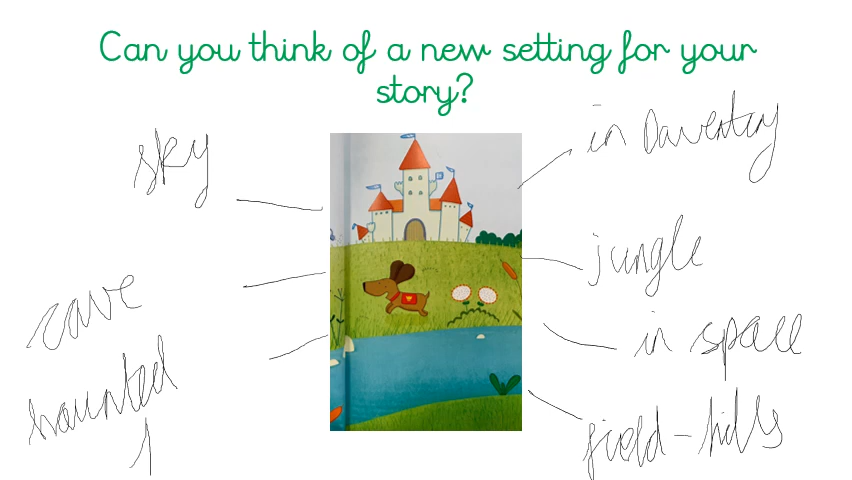 Can you think of a new setting for your
story?
in Daventry
sky
jungle
cave
in space
haunted
field - hills